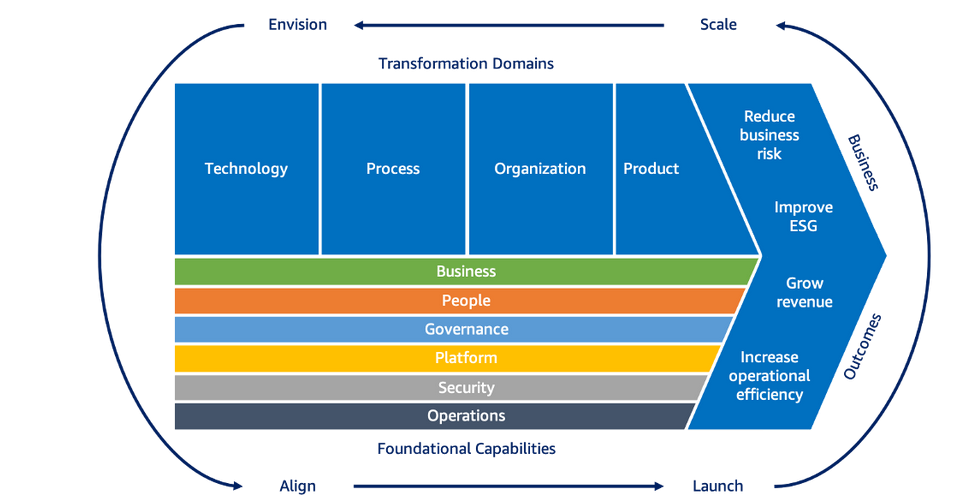 Envision
Scale
Transformation Domains
Technology
Process
Organization
Product
Reduce
business
risk
Improve
ESG
Grow
revenue
Increase
operational
efficiency
Business
Outcomes
Business
People
Governance
Platform
Security
Operations
Foundational Capabilities
Align
Launch